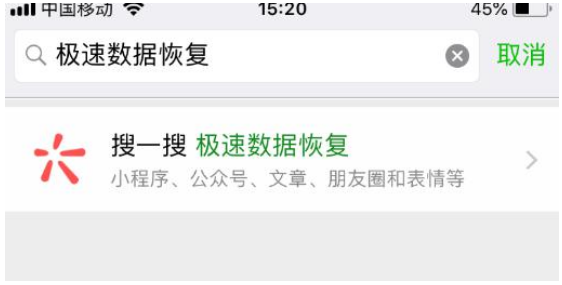 中国移动 15:20 45%
极速数据恢复 取消
搜一搜 极速数据恢复
小程序、公众号、文章、朋友圈和表情等